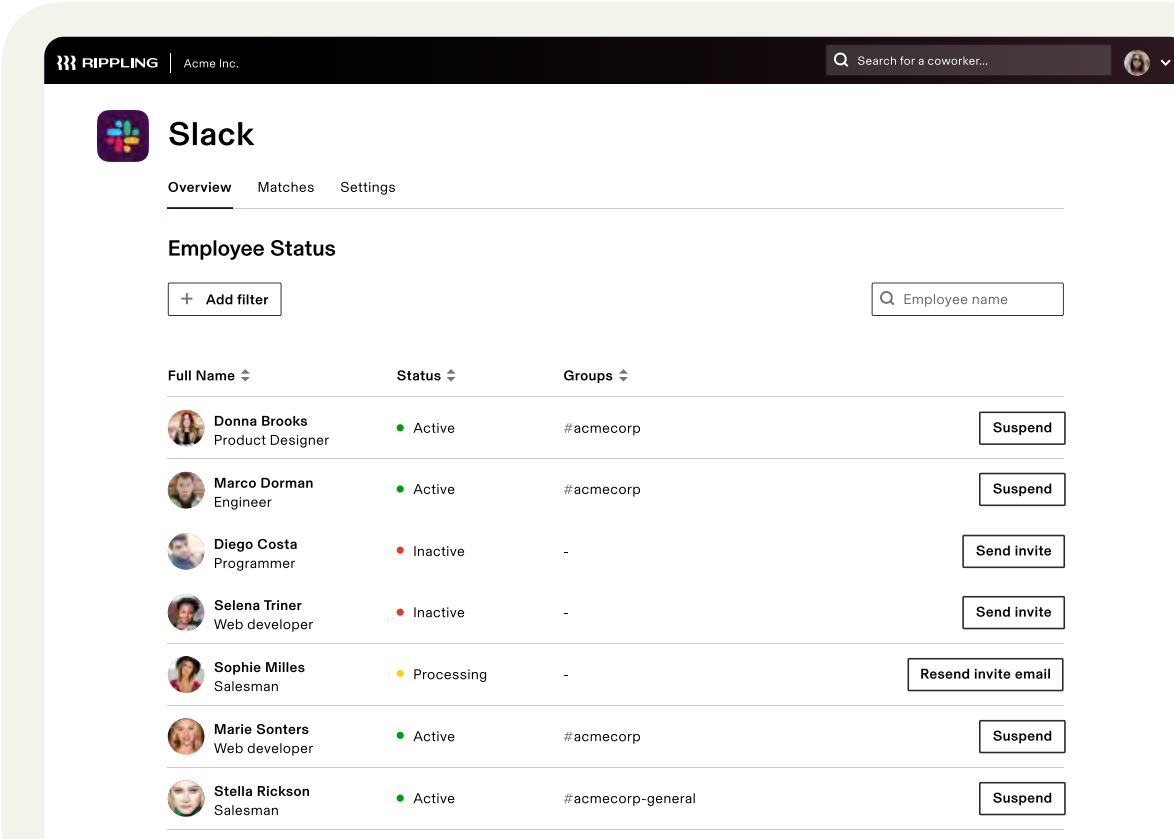 RIPPLING Acme Inc. Search for a coworker...
Slack
Overview Matches Settings
Employee Status
+ Add filter Employee name
Full Name Status Groups
Donna Brooks
Product Designer
Active #acmecorp Suspend
Marco Dorman
Engineer
Active #acmecorp Suspend
Diego Costa
Programmer
Inactive - Send invite
Selena Triner
Web developer
Inactive - Send invite
Sophie Milles
Salesman
Processing - Resend invite email
Marie Sonters
Web developer
Active #acmecorp Suspend
Stella Rickson
Salesman
Active #acmecorp-general Suspend